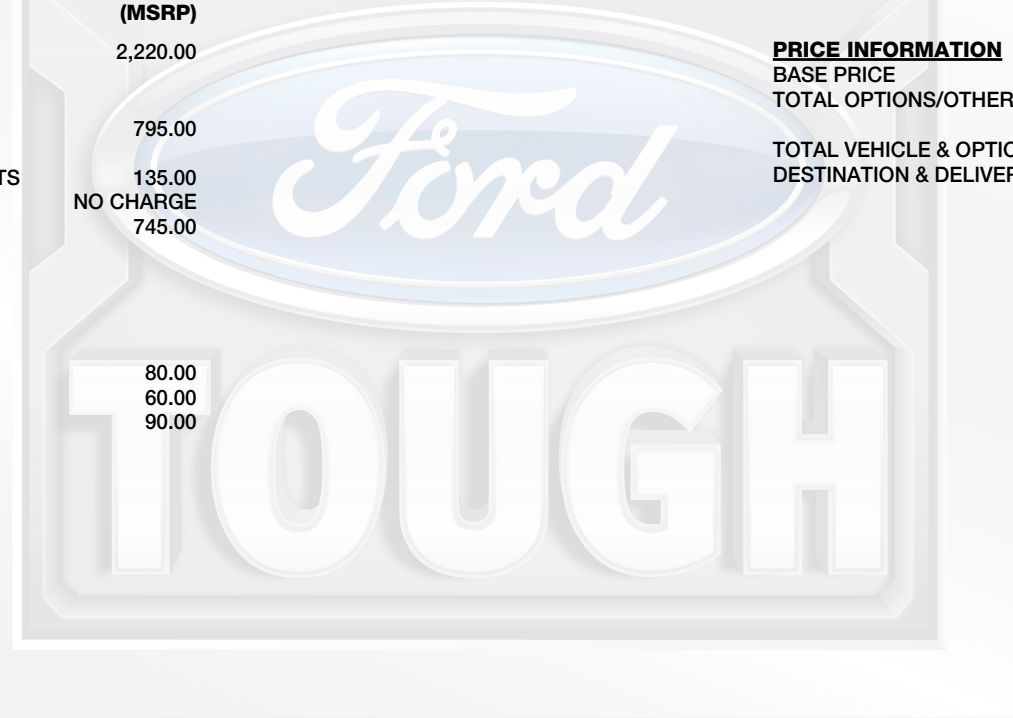 (MSRP)
2,220.00
795.00
TS 135.00
NO CHARGE
745.00
80.00
60.00
90.00
PRICE INFORMATION
BASE PRICE
TOTAL OPTIONS/OTHER
TOTAL VEHICLE & OPTIO
DESTINATION & DELIVER
Ford
TOUGH